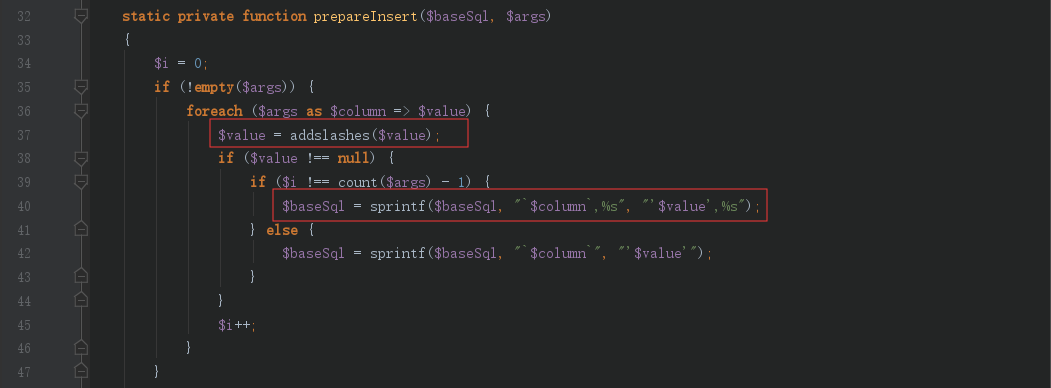 32 static private function prepareInsert($baseSql, $args)
33 {
34 $i = 0;
35 if (!empty($args)) {
36 foreach ($args as $column => $value) {
37 $value = addslashes($value);
38 if ($value !== null) {
39 if ($i !== count($args) - 1) {
40 $baseSql = sprintf($baseSql, "`$column`,%s", "'$value',%s");
41 } else {
42 $baseSql = sprintf($baseSql, "`$column`", "'$value'");
43 }
44 }
45 $i++;
46 }
47 }